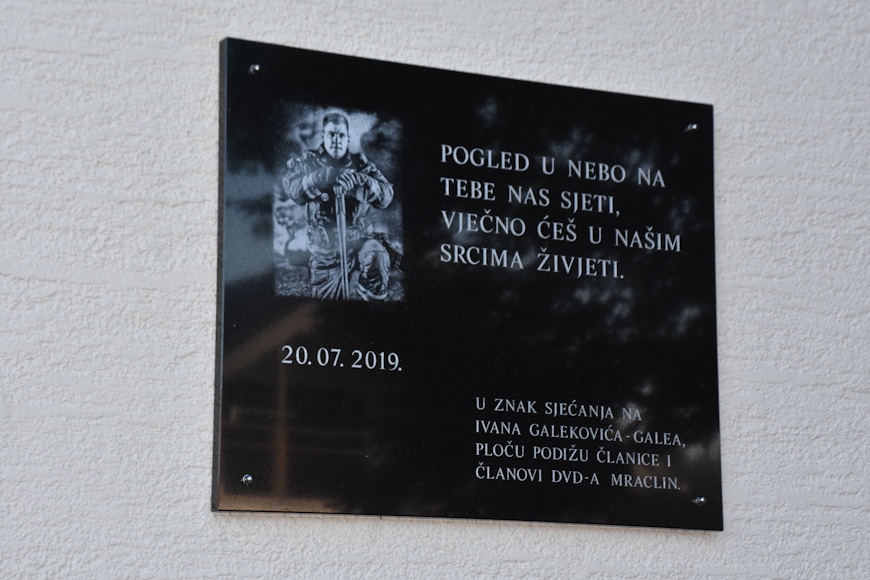 POGLED U NEBO NA
TEBE NAS SJETI,
VJEČNO ĆEŠ U NAŠIM
SRCIMA ŽIVJETI.
20. 07. 2019.
U ZNAK SJEĆANJA NA
IVANA GALEKOVIĆA - GALEA,
PLOČU PODIŽU ČLANICE I
ČLANOVI DVD-A MRACLIN.